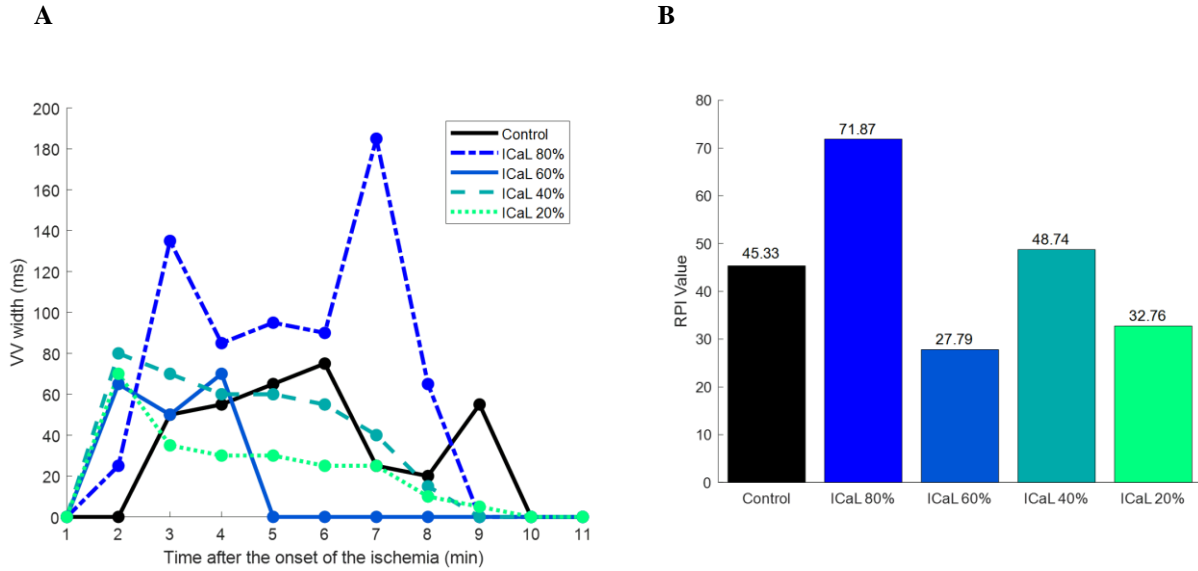 A
B
200
180
160
140
120
100
80
60
40
20
0
VV width (ms)
Control
ICaL 80%
ICaL 60%
ICaL 40%
ICaL 20%
1 2 3 4 5 6 7 8 9 10 11
Time after the onset of the ischemia (min)
80
70
60
50
40
30
20
10
0
RPI Value
45.33
71.87
27.79
48.74
32.76
Control ICaL 80% ICaL 60% ICaL 40% ICaL 20%